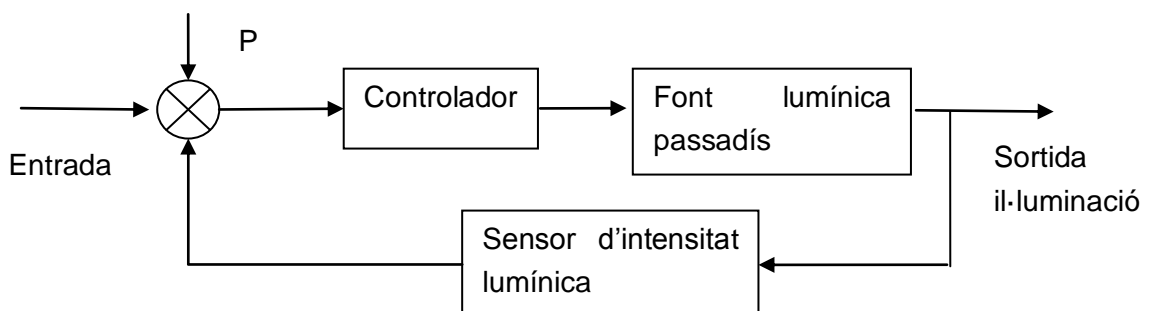 P
Controlador
Font lumínica
passadís
Entrada
Sortida
il·luminació
Sensor d'intensitat
lumínica